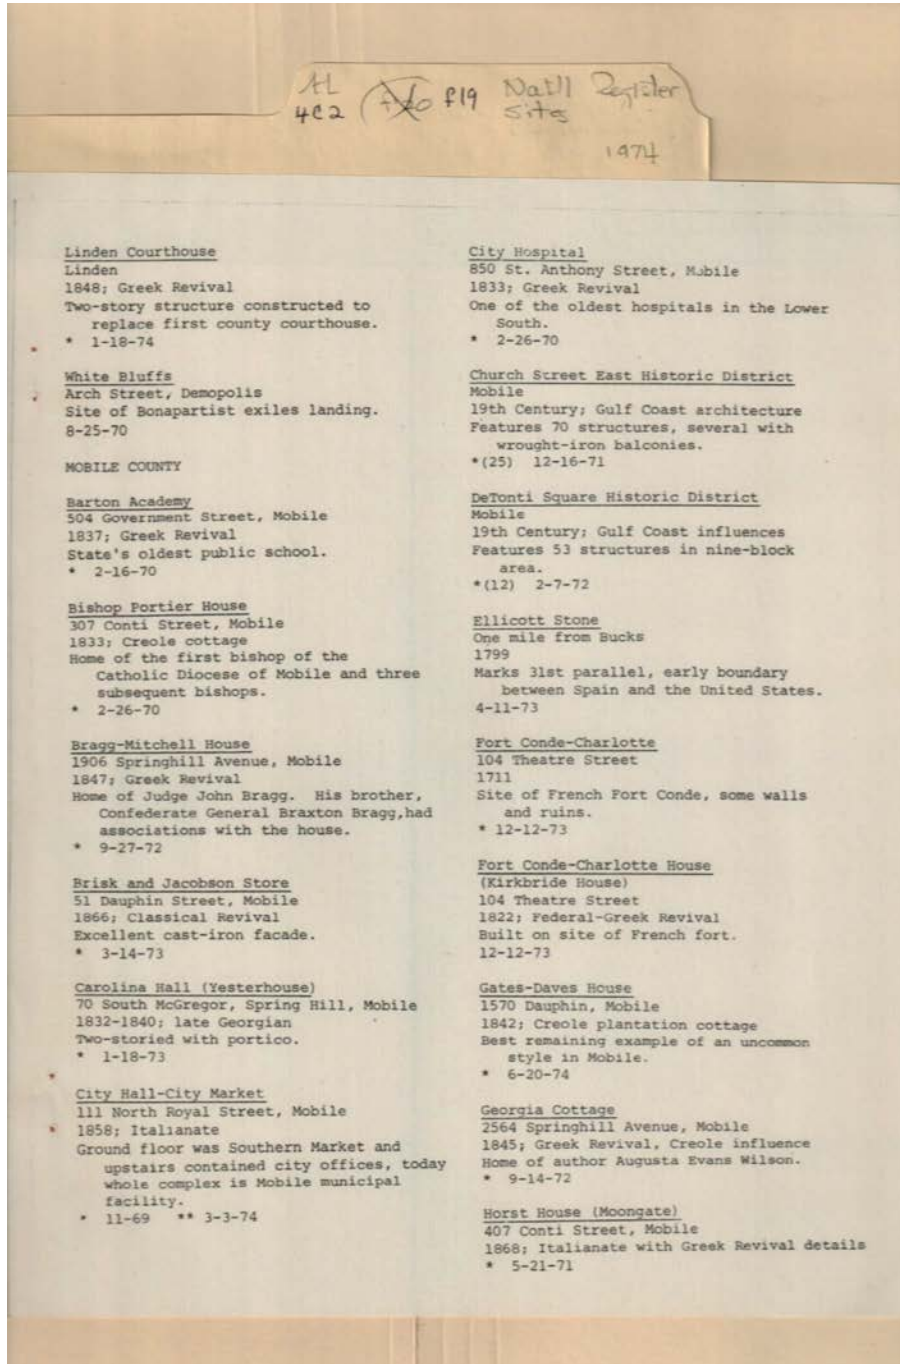 AL
4C2
f19
Nat'l Register
Sites
1974
Linden Courthouse
Linden
1848; Greek Revival
Two-story structure constructed to
replace first county courthouse.
* 1-18-74
White Bluffs
Arch Street, Demopolis
Site of Bonapartist exiles landing.
8-25-70
MOBILE COUNTY
Barton Academy
504 Government Street, Mobile
1837; Greek Revival
State's oldest public school.
* 2-16-70
Bishop Portier House
307 Conti Street, Mobile
1833; Creole cottage
Home of the first bishop of the
Catholic Diocese of Mobile and three
subsequent bishops.
* 2-26-70
Bragg-Mitchell House
1906 Springhill Avenue, Mobile
1847; Greek Revival
Home of Judge John Bragg. His brother,
Confederate General Braxton Bragg,had
associations with the house.
* 9-27-72
Brisk and Jacobson Store
51 Dauphin Street, Mobile
1866; Classical Revival
Excellent cast-iron facade.
* 3-14-73
Carolina Hall (Yesterhouse)
70 South McGregor, Spring Hill, Mobile
1832-1840; late Georgian
Two-storied with portico.
* 1-18-73
City Hall-City Market
111 North Royal Street, Mobile
1858; Italianate
Ground floor was Southern Market and
upstairs contained city offices, today
whole complex is Mobile municipal
facility.
* 11-69 ** 3-3-74
City Hospital
850 St. Anthony Street, Mobile
1833; Greek Revival
One of the oldest hospitals in the Lower
South.
* 2-26-70
Church Street East Historic District
Mobile
19th Century; Gulf Coast architecture
Features 70 structures, several with
wrought-iron balconies.
*(25) 12-16-71
DeTonti Square Historic District
Mobile
19th Century; Gulf Coast influences
Features 53 structures in nine-block
area.
*(12) 2-7-72
Ellicott Stone
One mile from Bucks
1799
Marks 31st parallel, early boundary
between Spain and the United States.
4-11-73
Fort Conde-Charlotte
104 Theatre Street
1711
Site of French Fort Conde, some walls
and ruins.
* 12-12-73
Fort Conde-Charlotte House
(Kirkbride House)
104 Theatre Street
1822; Federal-Greek Revival
Built on site of French fort.
12-12-73
Gates-Daves House
1570 Dauphin, Mobile
1842; Creole plantation cottage
Best remaining example of an uncommon
style in Mobile.
* 6-20-74
Georgia Cottage
2564 Springhill Avenue, Mobile
1845; Greek Revival, Creole influence
Home of author Augusta Evans Wilson.
* 9-14-72
Horst House (Moongate)
407 Conti Street, Mobile
1868; Italianate with Greek Revival details
* 5-21-71